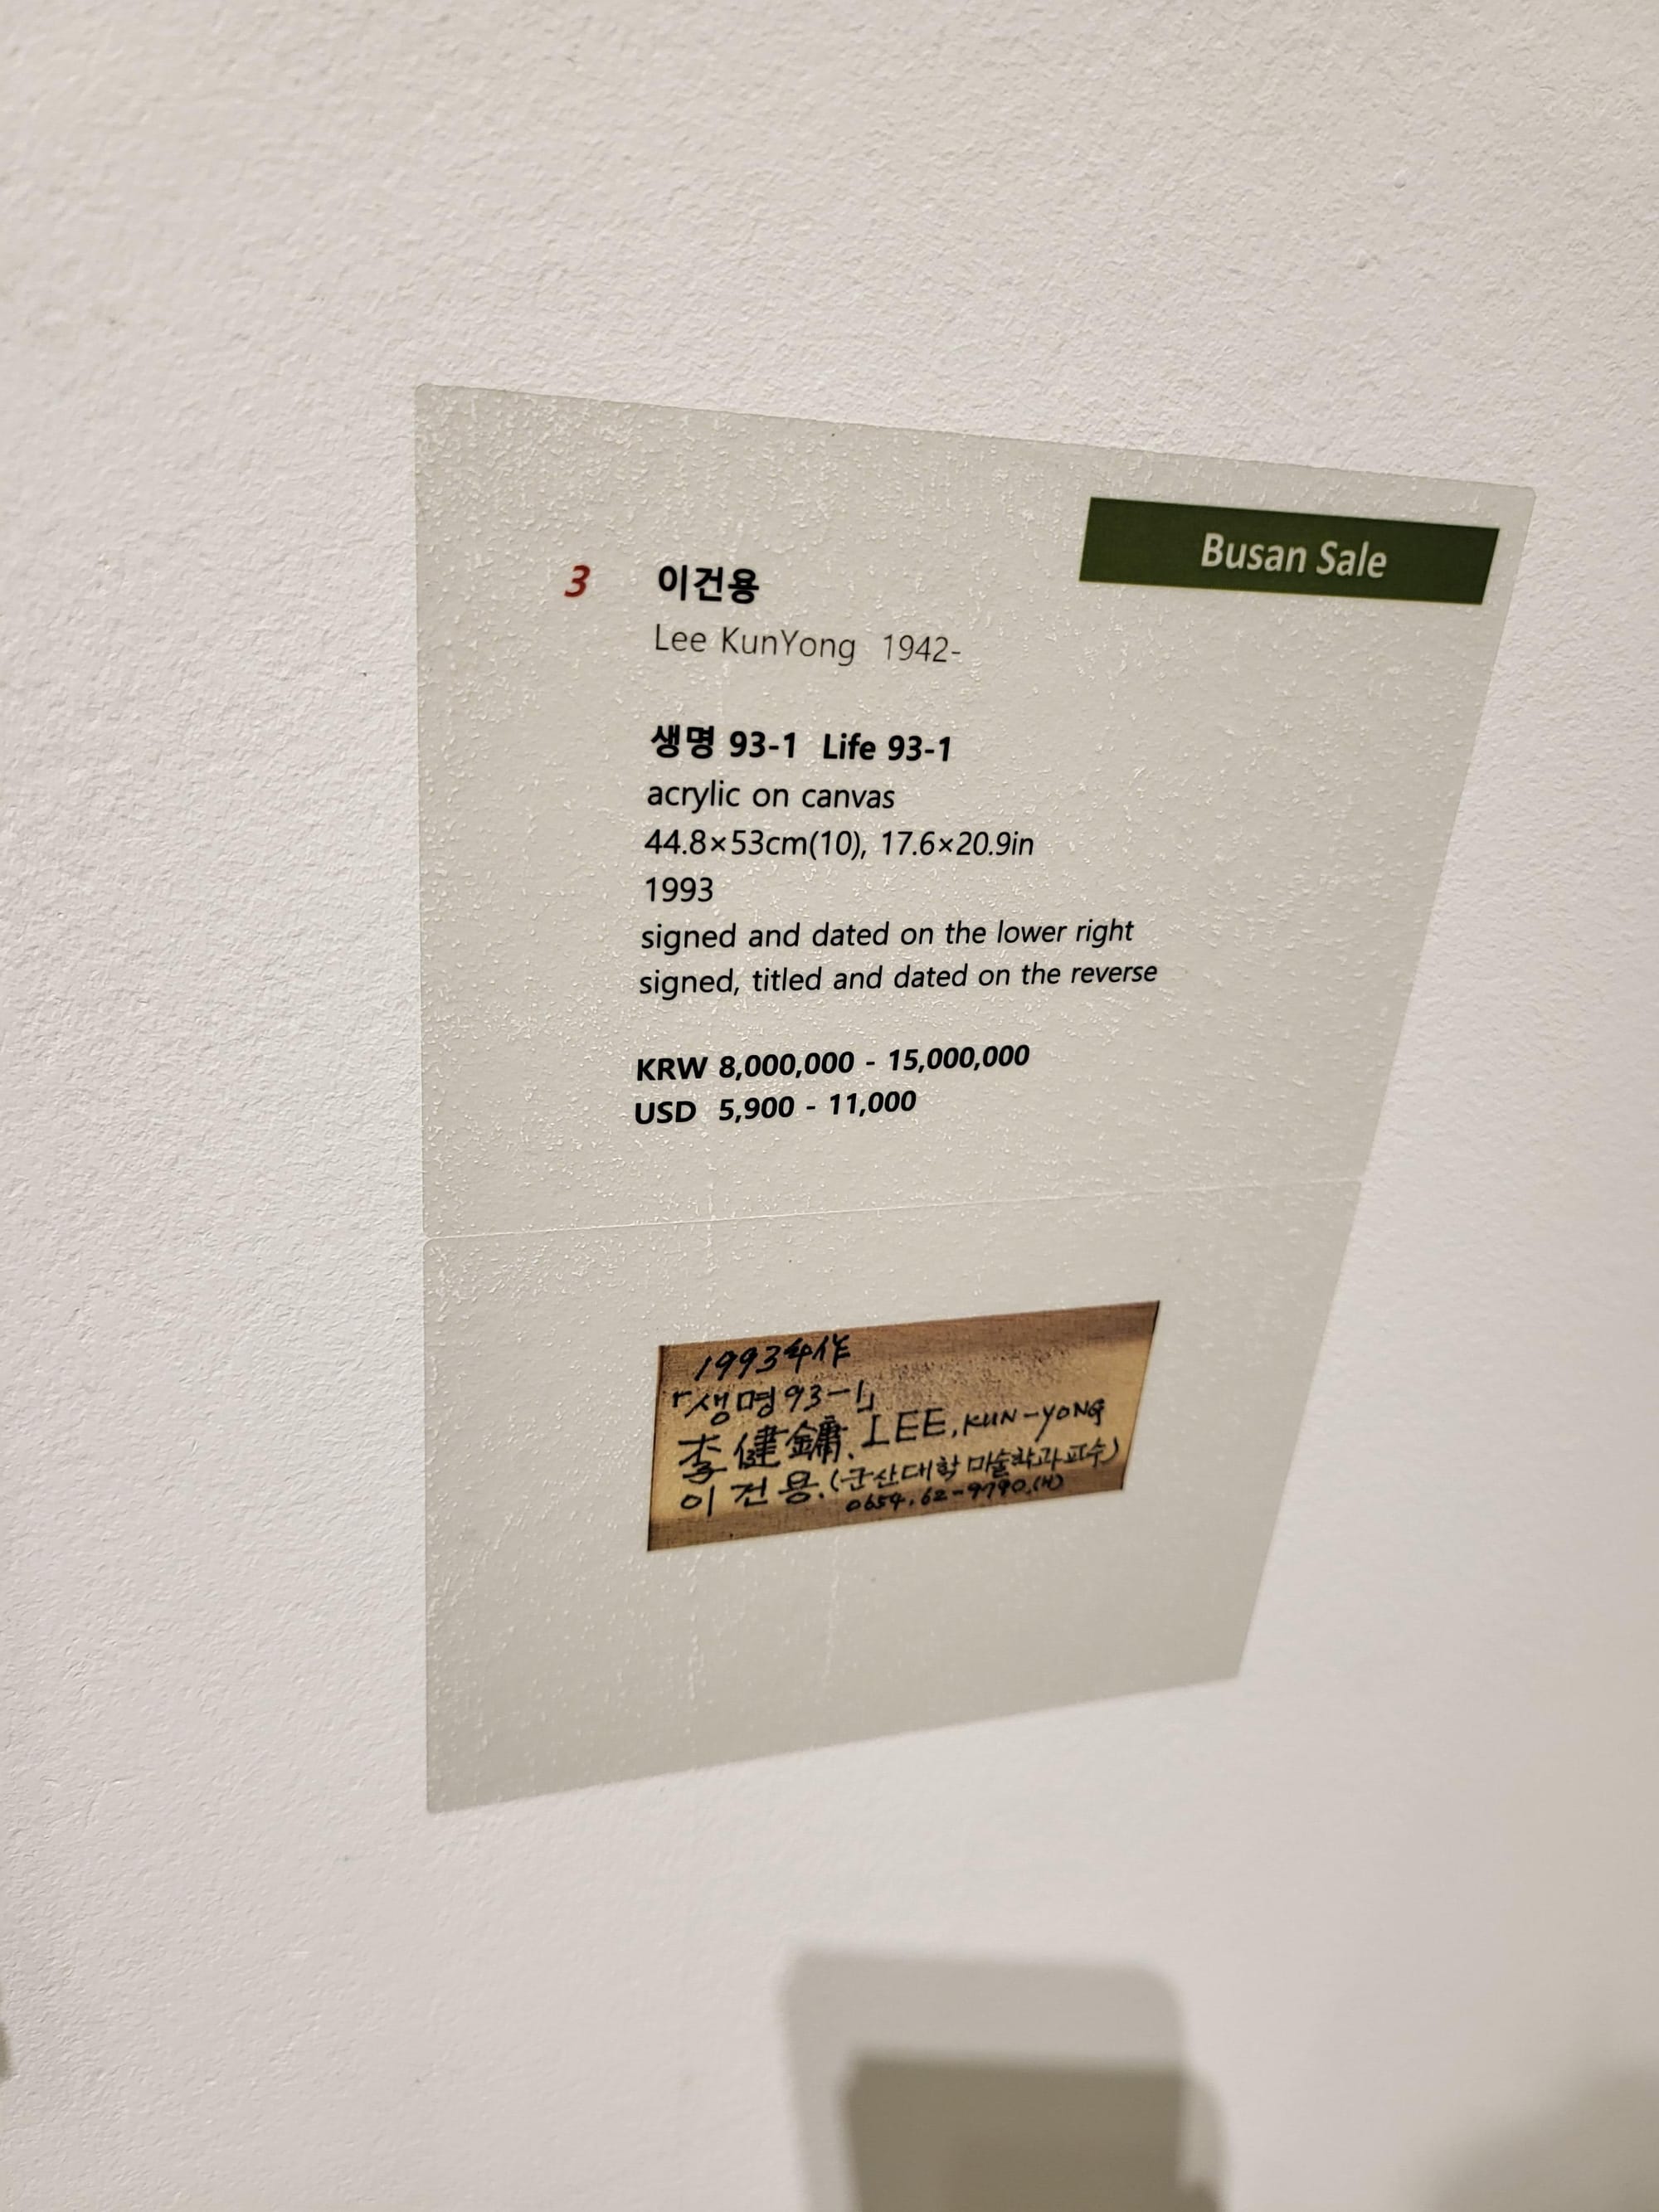 Busan Sale
3 이건용
Lee KunYong 1942-
생명 93-1 Life 93-1
acrylic on canvas
44.8×53cm(10), 17.6×20.9in
1993
signed and dated on the lower right
signed, titled and dated on the reverse
KRW 8,000,000 - 15,000,000
USD 5,900 - 11,000
1993年作
「생명93-1」
李健鏞. LEE, KUN-YONG
이건용.(군산대학 미술학과교수)
0654.62-9790.(H)